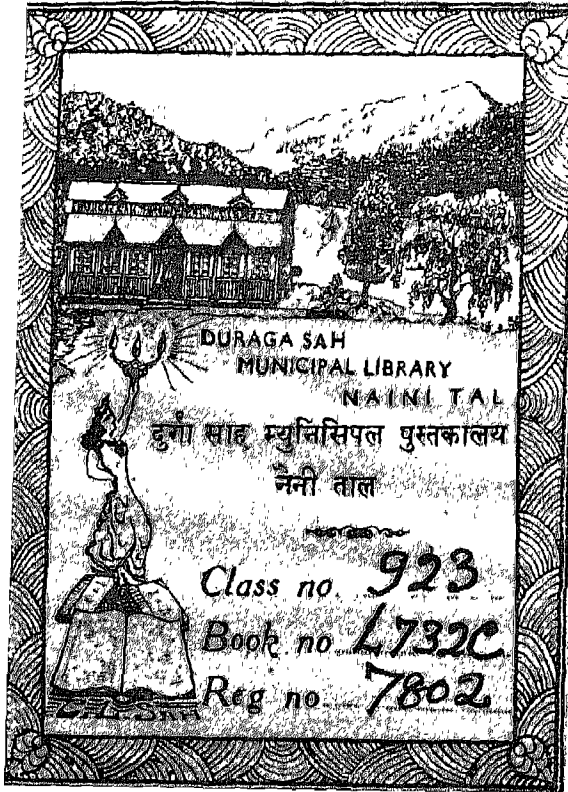 DURAGA SAH
MUNICIPAL LIBRARY
NAINI TAL
दुर्गा साह म्युनिसिपल पुस्तकालय
नैनी ताल
Class no. 923
Book no L732C
Reg no. 7802